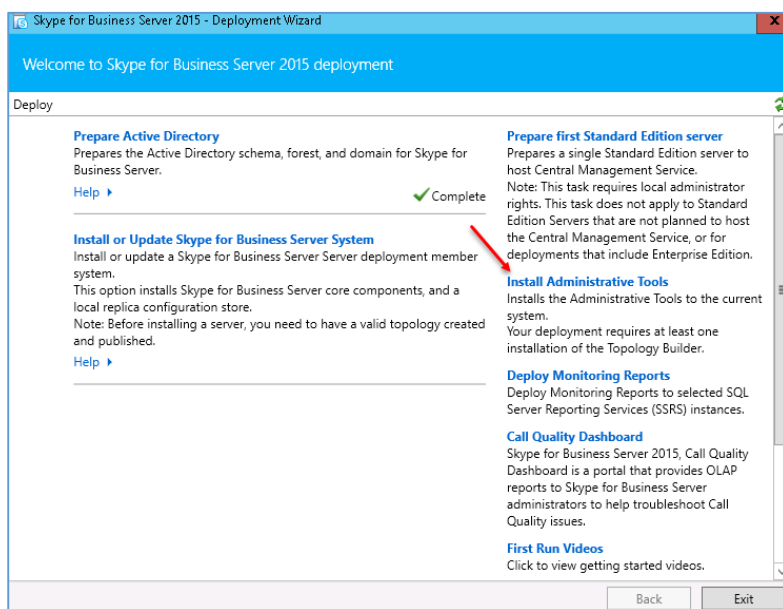 Skype for Business Server 2015 - Deployment Wizard
X
Welcome to Skype for Business Server 2015 deployment
Deploy
Prepare Active Directory
Prepares the Active Directory schema, forest, and domain for Skype for
Business Server.
Help
Complete
Install or Update Skype for Business Server System
Install or update a Skype for Business Server Server deployment member
system.
This option installs Skype for Business Server core components, and a
local replica configuration store.
Note: Before installing a server, you need to have a valid topology created
and published.
Help
Prepare first Standard Edition server
Prepares a single Standard Edition server to
host Central Management Service.
Note: This task requires local administrator
rights. This task does not apply to Standard
Edition Servers that are not planned to host
the Central Management Service, or for
deployments that include Enterprise Edition.
Install Administrative Tools
Installs the Administrative Tools to the current
system.
Your deployment requires at least one
installation of the Topology Builder.
Deploy Monitoring Reports
Deploy Monitoring Reports to selected SQL
Server Reporting Services (SSRS) instances.
Call Quality Dashboard
Skype for Business Server 2015, Call Quality
Dashboard is a portal that provides OLAP
reports to Skype for Business Server
administrators to help troubleshoot Call
Quality issues.
First Run Videos
Click to view getting started videos.
Back
Exit